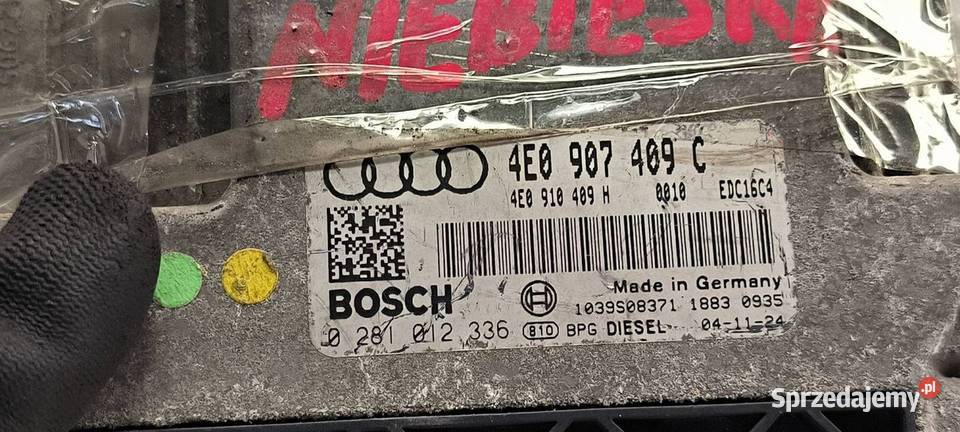 NIEBIESKI
4E0 907 409 C
4E0 910 409 H 0010 EDC16C4
BOSCH
Made in Germany
1039S08371 1883 0935
0 281 012 336 810 BPG DIESEL 04-11-24
Sprzedajemy.pl